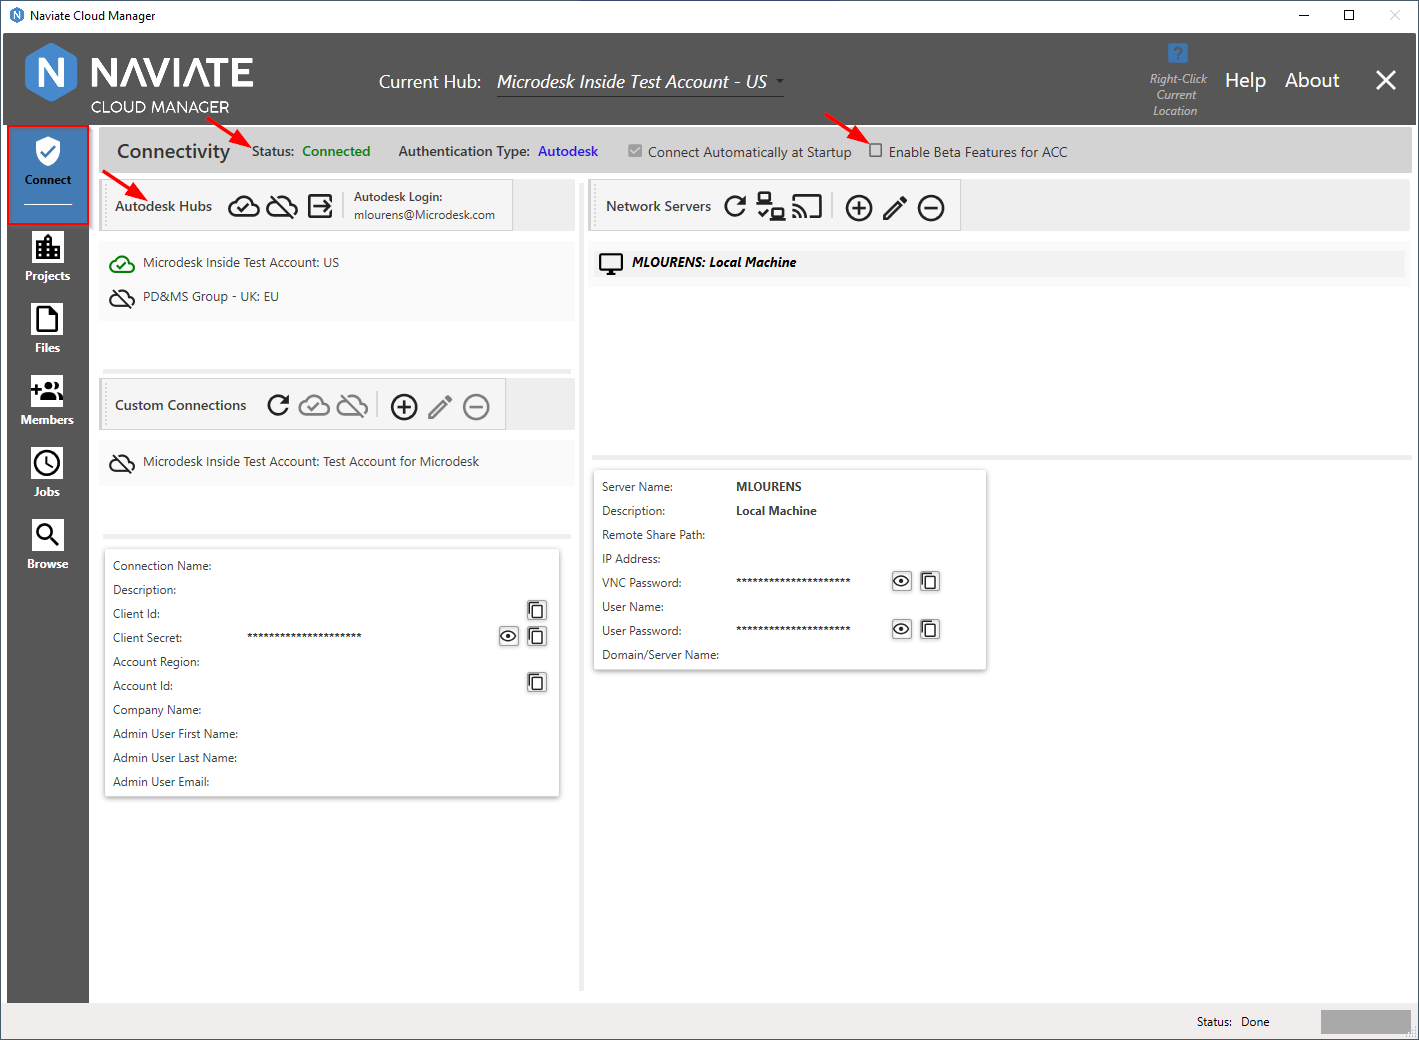 Naviate Cloud Manager
NAVIATE
CLOUD MANAGER
Current Hub: Microdesk Inside Test Account - US
?
Right-Click
Current
Location
Help About
Connectivity Status: Connected Authentication Type: Autodesk Connect Automatically at Startup Enable Beta Features for ACC
Connect
Projects
Files
Members
Jobs
Browse
Autodesk Hubs
Autodesk Login:
mlourens@Microdesk.com
Microdesk Inside Test Account: US
PD&MS Group - UK: EU
Custom Connections
Microdesk Inside Test Account: Test Account for Microdesk
Connection Name:
Description:
Client Id:
Client Secret: *********************
Account Region:
Account Id:
Company Name:
Admin User First Name:
Admin User Last Name:
Admin User Email:
Network Servers
MLOURENS: Local Machine
Server Name: MLOURENS
Description: Local Machine
Remote Share Path:
IP Address:
VNC Password: *********************
User Name:
User Password: *********************
Domain/Server Name:
Status: Done